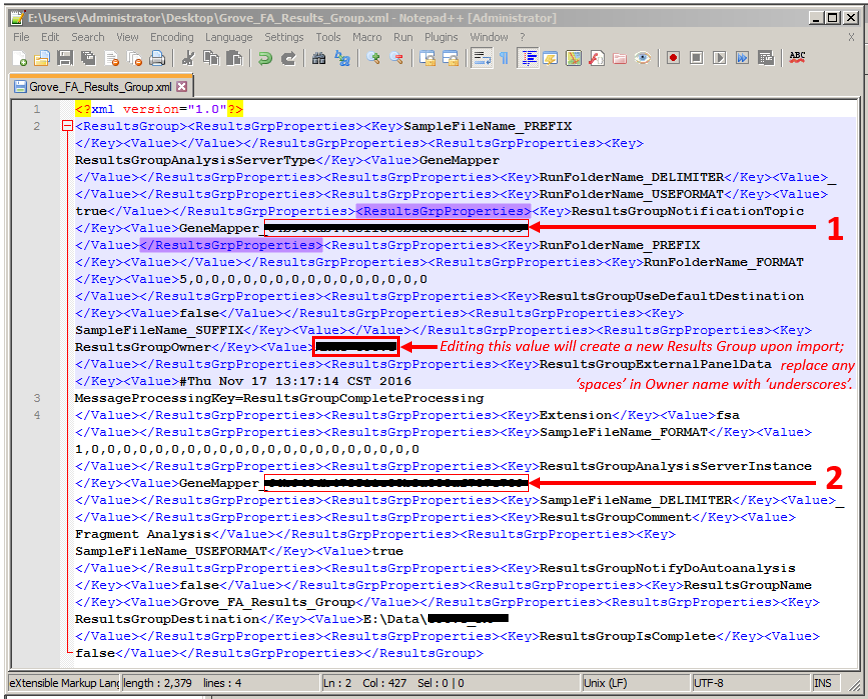 E:\Users\Administrator\Desktop\Grove_FA_Results_Group.xml - Notepad++ [Administrator]
File Edit Search View Encoding Language Settings Tools Macro Run Plugins Window ? X
Grove_FA_Results_Group.xml
1 <?xml version="1.0"?>
2 <ResultsGroup><ResultsGrpProperties><Key>SampleFileName_PREFIX
</Key><Value></Value></ResultsGrpProperties><ResultsGrpProperties><Key>
ResultsGroupAnalysisServerType</Key><Value>GeneMapper
</Value></ResultsGrpProperties><ResultsGrpProperties><Key>RunFolderName_DELIMITER</Key><Value>_
</Value></ResultsGrpProperties><ResultsGrpProperties><Key>RunFolderName_USEFORMAT</Key><Value>
true</Value></ResultsGrpProperties><ResultsGrpProperties><Key>ResultsGroupNotificationTopic
</Key><Value>GeneMapper_
1
</Value></ResultsGrpProperties><ResultsGrpProperties><Key>RunFolderName_PREFIX
</Key><Value></Value></ResultsGrpProperties><ResultsGrpProperties><Key>RunFolderName_FORMAT
</Key><Value>5,0,0,0,0,0,0,0,0,0,0,0,0,0,0,0
</Value></ResultsGrpProperties><ResultsGrpProperties><Key>ResultsGroupUseDefaultDestination
</Key><Value>false</Value></ResultsGrpProperties><ResultsGrpProperties><Key>
SampleFileName_SUFFIX</Key><Value></Value></ResultsGrpProperties><ResultsGrpProperties><Key>
ResultsGroupOwner</Key><Value>
Editing this value will create a new Results Group upon import;
</Value></ResultsGrpProperties><ResultsGrpProperties><Key>ResultsGroupExternalPanelData
replace any
</Key><Value>#Thu Nov 17 13:17:14 CST 2016
'spaces' in Owner name with 'underscores'.
3 MessageProcessingKey=ResultsGroupCompleteProcessing
4 </Value></ResultsGrpProperties><ResultsGrpProperties><Key>Extension</Key><Value>fsa
</Value></ResultsGrpProperties><ResultsGrpProperties><Key>SampleFileName_FORMAT</Key><Value>
1,0,0,0,0,0,0,0,0,0,0,0,0,0,0,0,0,0,0,0,0,0
</Value></ResultsGrpProperties><ResultsGrpProperties><Key>ResultsGroupAnalysisServerInstance
</Key><Value>GeneMapper_
2
</Value></ResultsGrpProperties><ResultsGrpProperties><Key>SampleFileName_DELIMITER</Key><Value>_
</Value></ResultsGrpProperties><ResultsGrpProperties><Key>ResultsGroupComment</Key><Value>
Fragment Analysis</Value></ResultsGrpProperties><ResultsGrpProperties><Key>
SampleFileName_USEFORMAT</Key><Value>true
</Value></ResultsGrpProperties><ResultsGrpProperties><Key>ResultsGroupNotifyDoAutoanalysis
</Key><Value>false</Value></ResultsGrpProperties><ResultsGrpProperties><Key>ResultsGroupName
</Key><Value>Grove_FA_Results_Group</Value></ResultsGrpProperties><ResultsGrpProperties><Key>
ResultsGroupDestination</Key><Value>E:\Data\
</Value></ResultsGrpProperties><ResultsGrpProperties><Key>ResultsGroupIsComplete</Key><Value>
false</Value></ResultsGrpProperties></ResultsGroup>
eXtensible Markup Lang length : 2,379 lines : 4 Ln : 2 Col : 427 Sel : 0 | 0 Unix (LF) UTF-8 INS